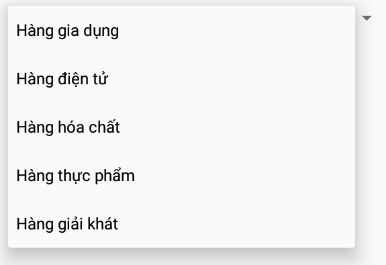 Hàng gia dụng
Hàng điện tử
Hàng hóa chất
Hàng thực phẩm
Hàng giải khát